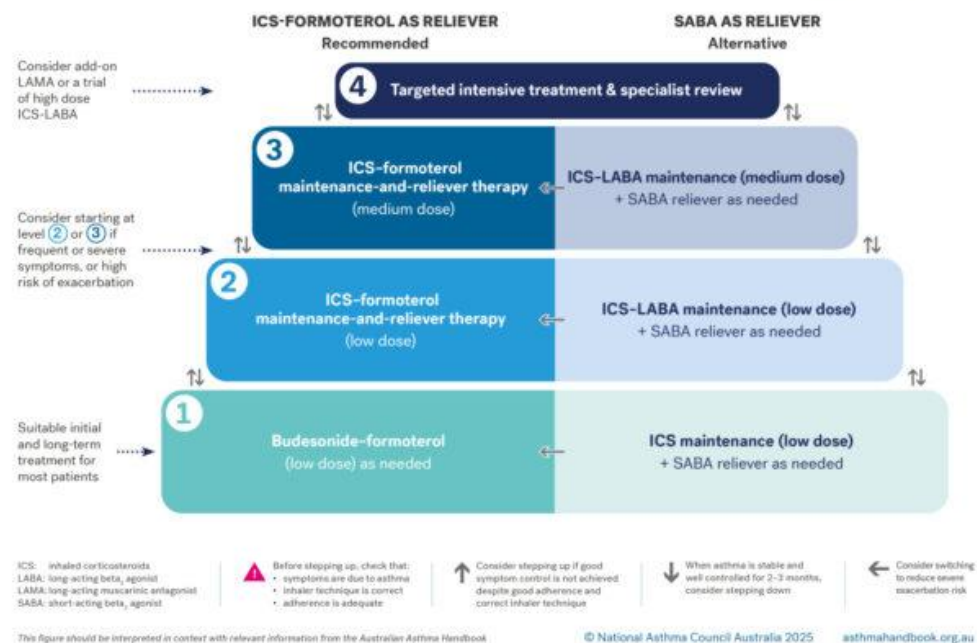 ICS-FORMOTEROL AS RELIEVER
Recommended
SABA AS RELIEVER
Alternative
Consider add-on
LAMA or a trial
of high dose
ICS-LABA
4 Targeted intensive treatment & specialist review
3
ICS–formoterol
maintenance-and-reliever therapy
(medium dose)
ICS–LABA maintenance (medium dose)
+ SABA reliever as needed
Consider starting at
level 2 or 3 if
frequent or severe
symptoms, or high
risk of exacerbation
2
ICS–formoterol
maintenance-and-reliever therapy
(low dose)
ICS–LABA maintenance (low dose)
+ SABA reliever as needed
Suitable initial
and long-term
treatment for
most patients
1
Budesonide–formoterol
(low dose) as needed
ICS maintenance (low dose)
+ SABA reliever as needed
ICS: inhaled corticosteroids
LABA: long-acting beta₂ agonist
LAMA: long-acting muscarinic antagonist
SABA: short-acting beta₂ agonist
!
Before stepping up, check that:
• symptoms are due to asthma
• inhaler technique is correct
• adherence is adequate
Consider stepping up if good
symptom control is not achieved
despite good adherence and
correct inhaler technique
When asthma is stable and
well controlled for 2–3 months,
consider stepping down
Consider switching
to reduce severe
exacerbation risk
This figure should be interpreted in context with relevant information from the Australian Asthma Handbook
© National Asthma Council Australia 2025 asthmahandbook.org.au